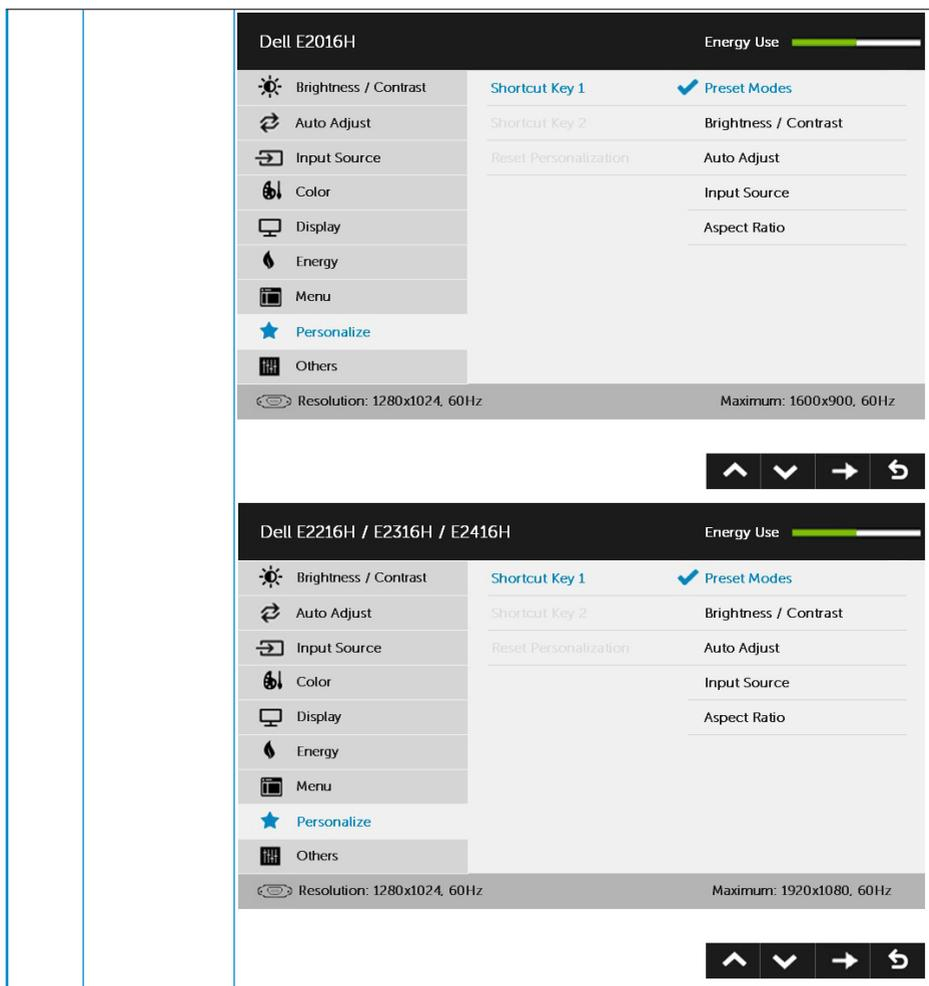 Dell E2016H Energy Use
Brightness / Contrast Shortcut Key 1 Preset Modes
Auto Adjust Shortcut Key 2 Brightness / Contrast
Input Source Reset Personalization Auto Adjust
Color Input Source
Display Aspect Ratio
Energy
Menu
Personalize
Others
Resolution: 1280x1024, 60Hz Maximum: 1600x900, 60Hz
Dell E2216H / E2316H / E2416H Energy Use
Brightness / Contrast Shortcut Key 1 Preset Modes
Auto Adjust Shortcut Key 2 Brightness / Contrast
Input Source Reset Personalization Auto Adjust
Color Input Source
Display Aspect Ratio
Energy
Menu
Personalize
Others
Resolution: 1280x1024, 60Hz Maximum: 1920x1080, 60Hz